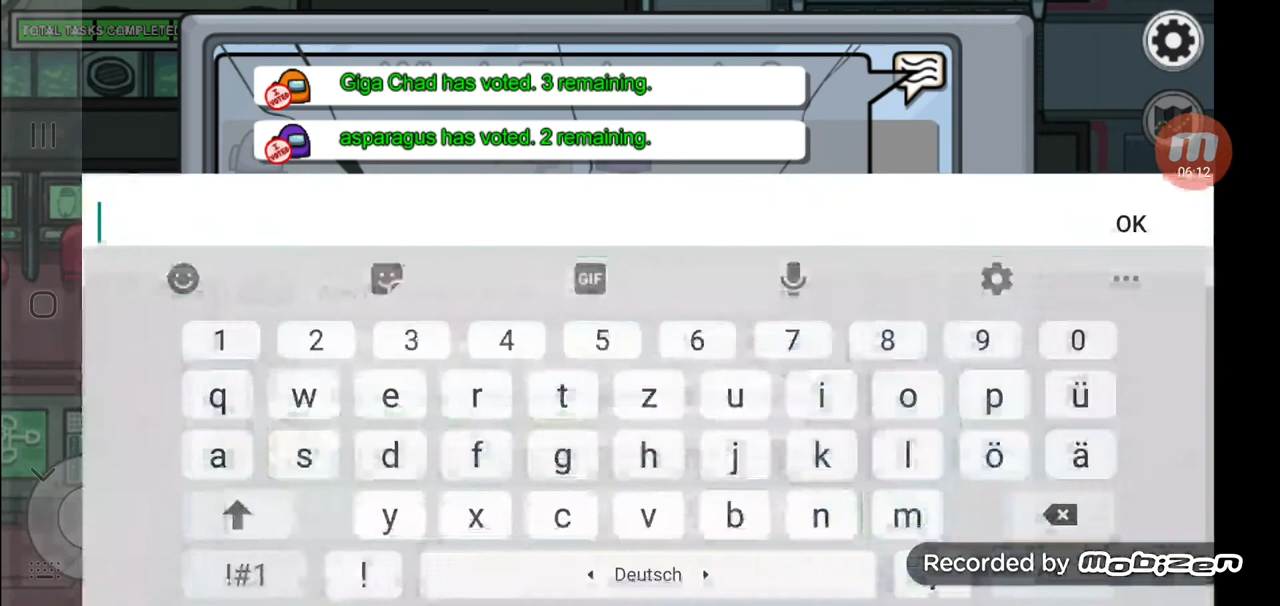 TOTAL TASKS COMPLETE
Giga Chad has voted. 3 remaining.
asparagus has voted. 2 remaining.
06:12
OK
GIF
1 2 3 4 5 6 7 8 9 0
q w e r t z u i o p ü
a s d f g h j k l ö ä
y x c v b n m
!#1 ! Deutsch
Recorded by mobizen